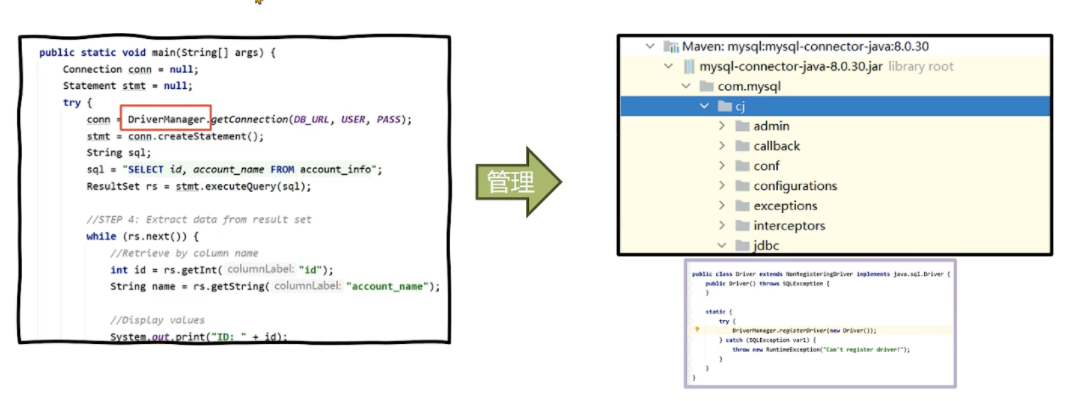 public static void main(String[] args) {
Connection conn = null;
Statement stmt = null;
try {
conn = DriverManager.getConnection(DB_URL, USER, PASS);
stmt = conn.createStatement();
String sql;
sql = "SELECT id, account_name FROM account_info";
ResultSet rs = stmt.executeQuery(sql);
//STEP 4: Extract data from result set
while (rs.next()) {
//Retrieve by column name
int id = rs.getInt( columnLabel: "id");
String name = rs.getString( columnLabel: "account_name");
//Display values
System.out.print("ID: " + id);
管理
Maven: mysql:mysql-connector-java:8.0.30
mysql-connector-java-8.0.30.jar library root
com.mysql
cj
admin
callback
conf
configurations
exceptions
interceptors
jdbc
public class Driver extends NonRegisteringDriver implements java.sql.Driver {
public Driver() throws SQLException {
}
static {
try {
DriverManager.registerDriver(new Driver());
} catch (SQLException var1) {
throw new RuntimeException("Can't register driver!");
}
}
}